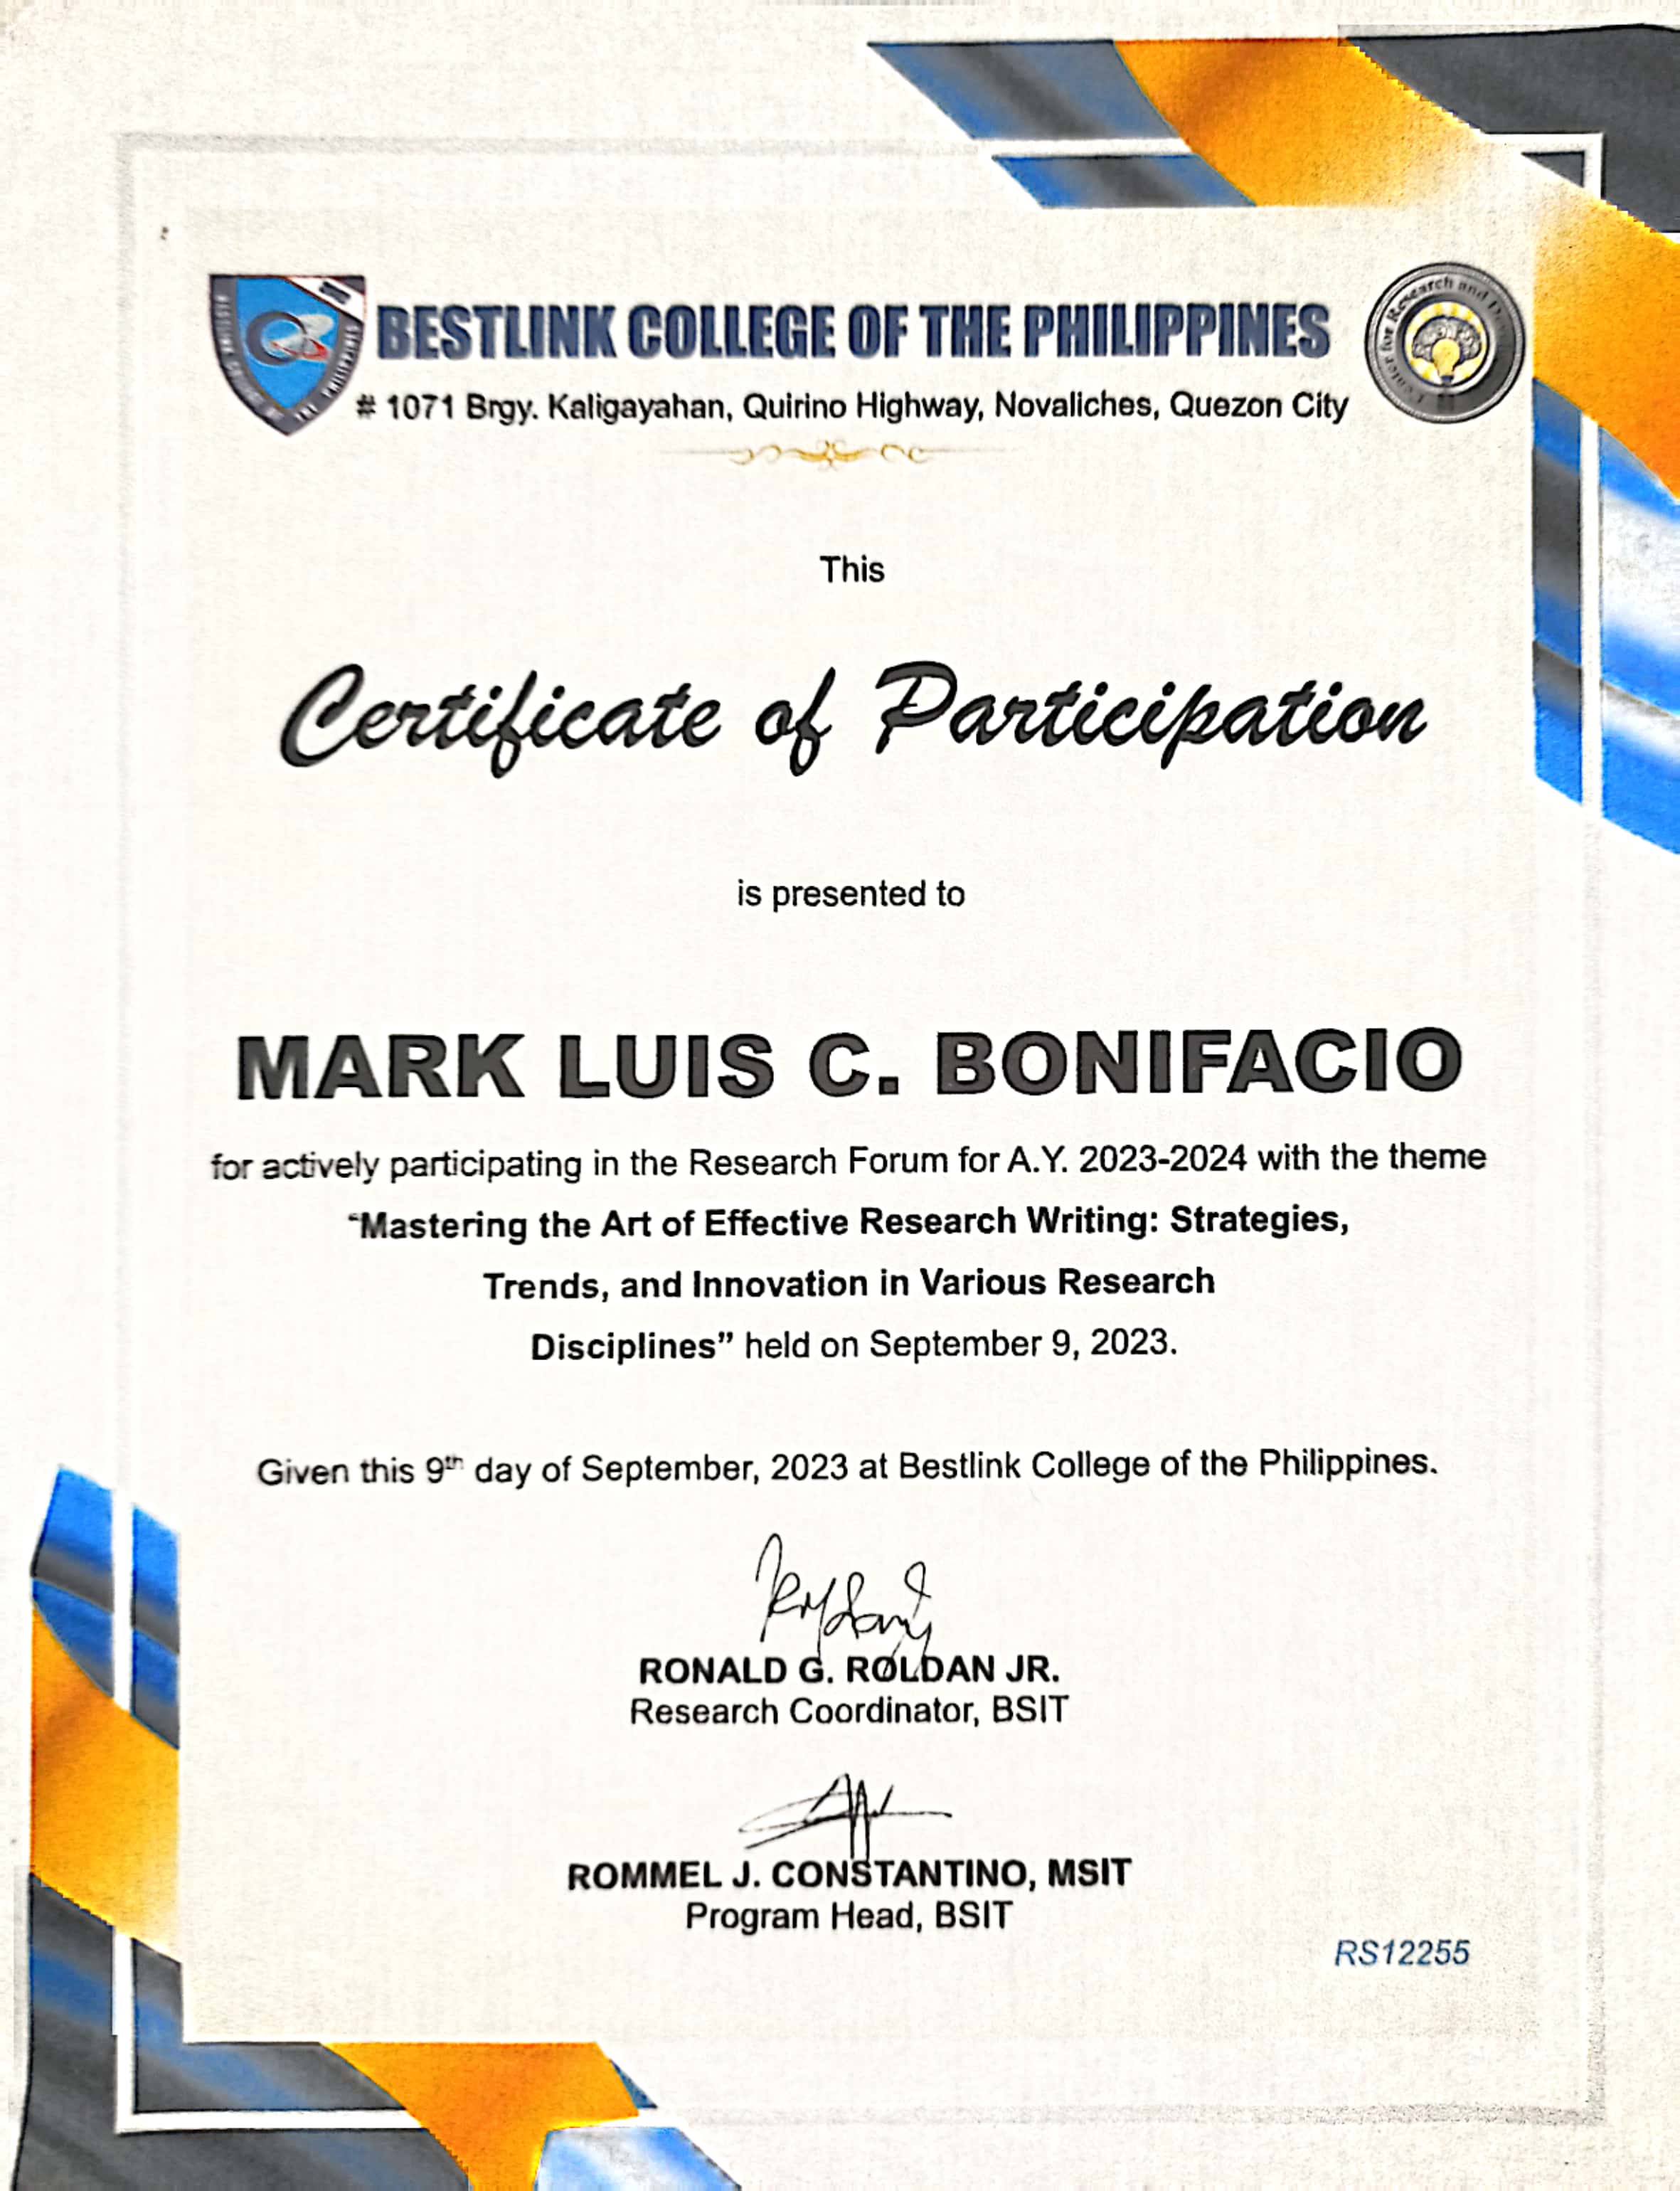 BESTLINK COLLEGE OF THE PHILIPPINES
# 1071 Brgy. Kaligayahan, Quirino Highway, Novaliches, Quezon City
Center for Research and
This
Certificate of Participation
is presented to
MARK LUIS C. BONIFACIO
for actively participating in the Research Forum for A.Y. 2023-2024 with the theme
“Mastering the Art of Effective Research Writing: Strategies,
Trends, and Innovation in Various Research
Disciplines” held on September 9, 2023.
Given this 9th day of September, 2023 at Bestlink College of the Philippines.
RONALD G. ROLDAN JR.
Research Coordinator, BSIT
ROMMEL J. CONSTANTINO, MSIT
Program Head, BSIT
RS12255